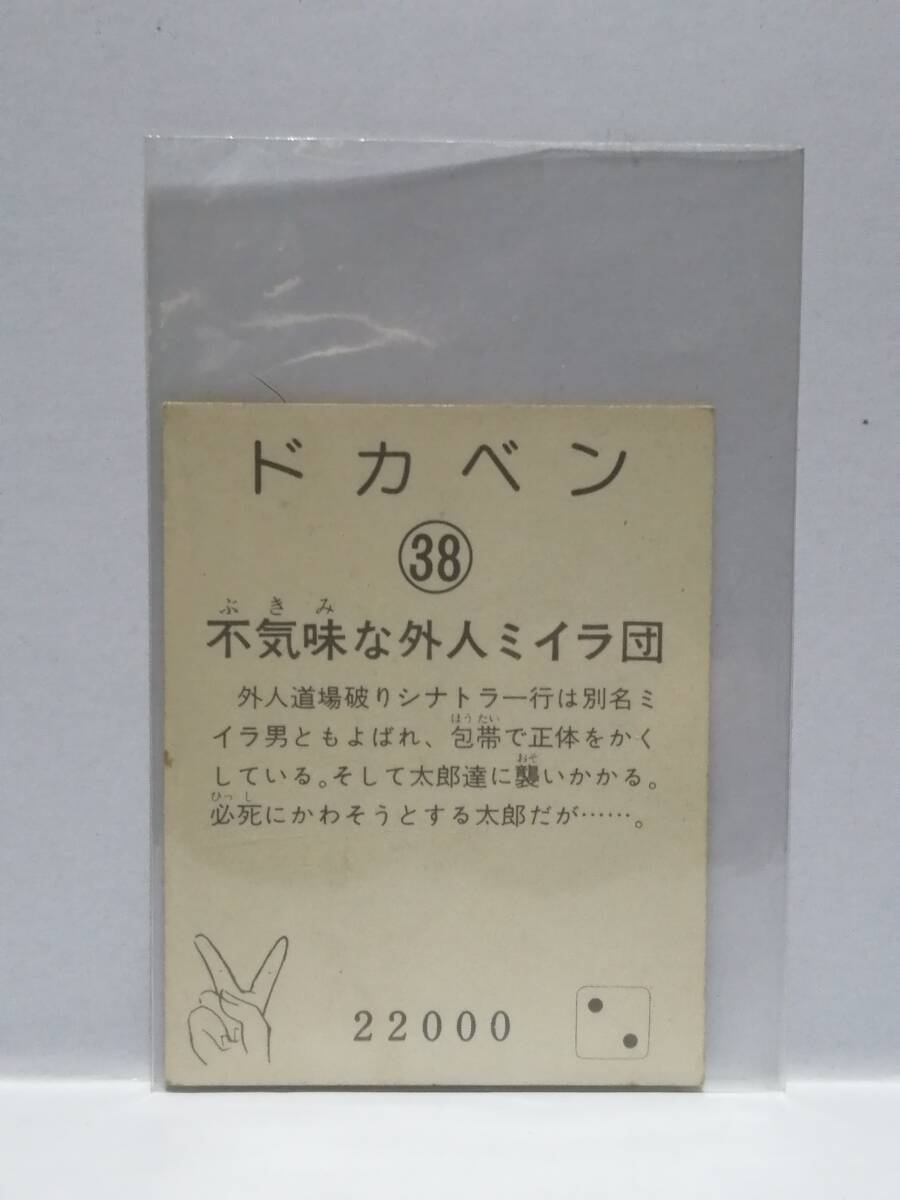 ドカベン
38
ぶきみ
不気味な外人ミイラ団
外人道場破りシナトラ一行は別名ミ
ほうたい
イラ男ともよばれ、包帯で正体をかく
おそ
している。そして太郎達に襲いかかる。
ひっし
必死にかわそうとする太郎だが……。
22000